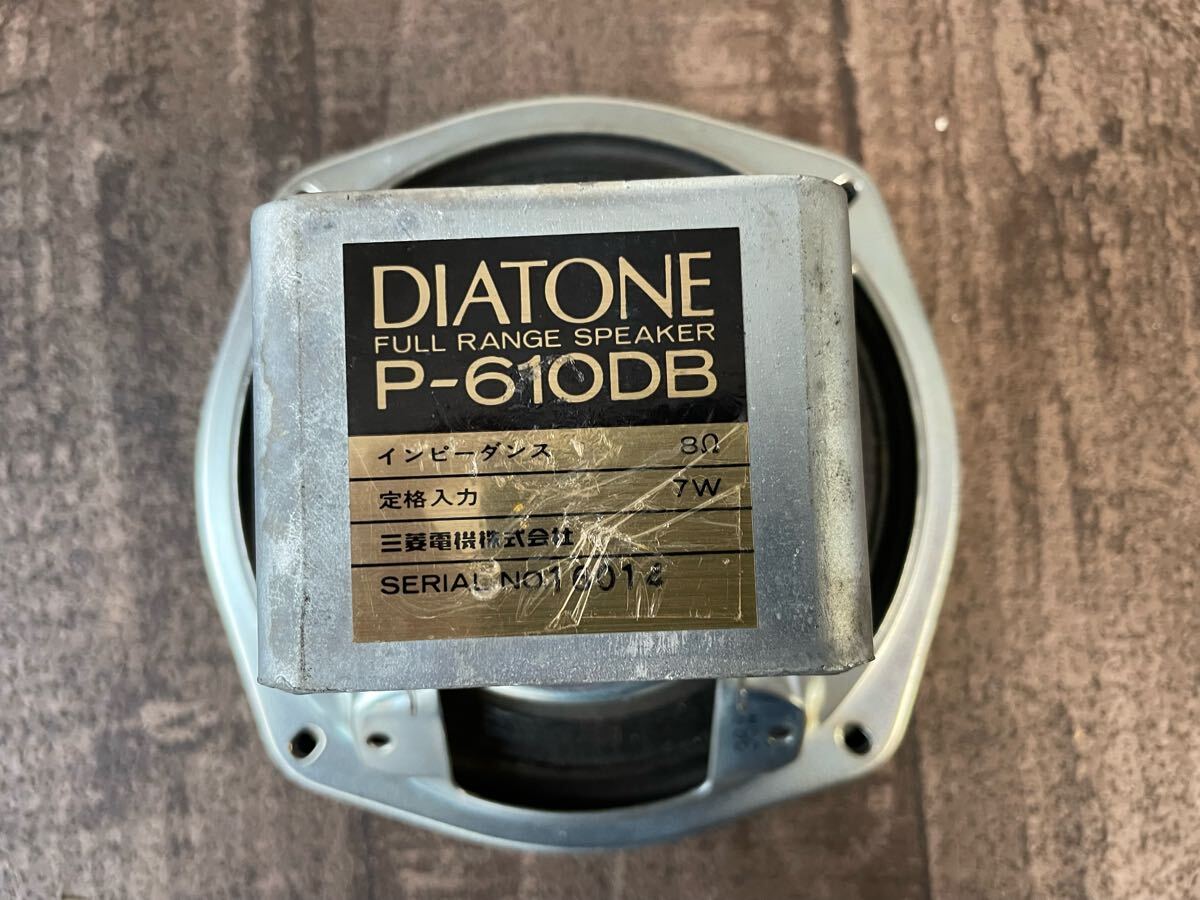 DIATONE
FULL RANGE SPEAKER
P-610DB
インピーダンス 8Ω
定格入力 7W
三菱電機株式会社
SERIAL NO